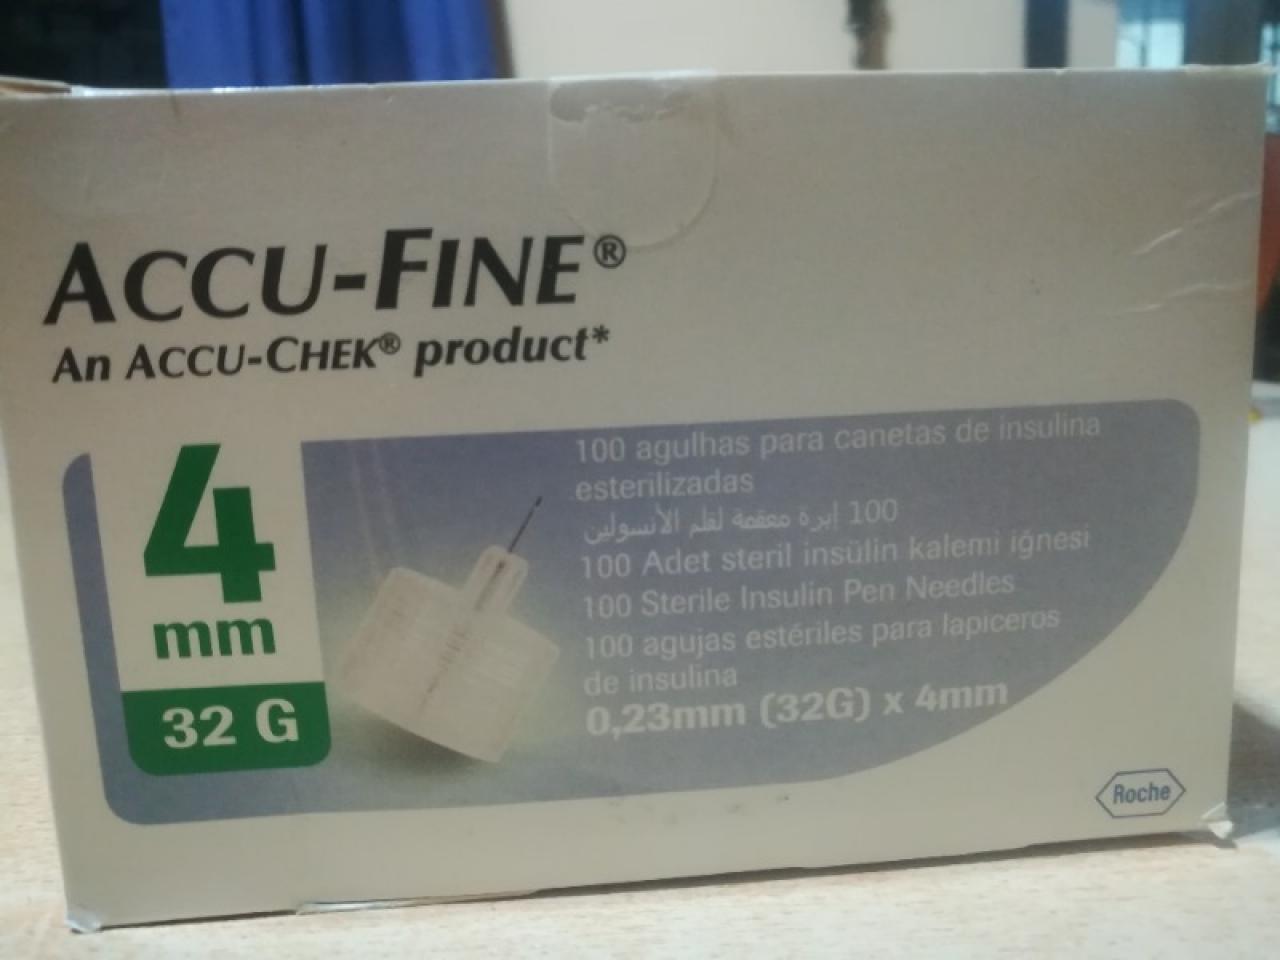 ACCU-FINE®
An ACCU-CHEK® product*
4
mm
32 G
100 agulhas para canetas de insulina
esterilizadas
100 إبرة معقمة لقلم الأنسولين
100 Adet steril insülin kalemi iğnesi
100 Sterile Insulin Pen Needles
100 agujas estériles para lapiceros
de insulina
0,23mm (32G) x 4mm
Roche